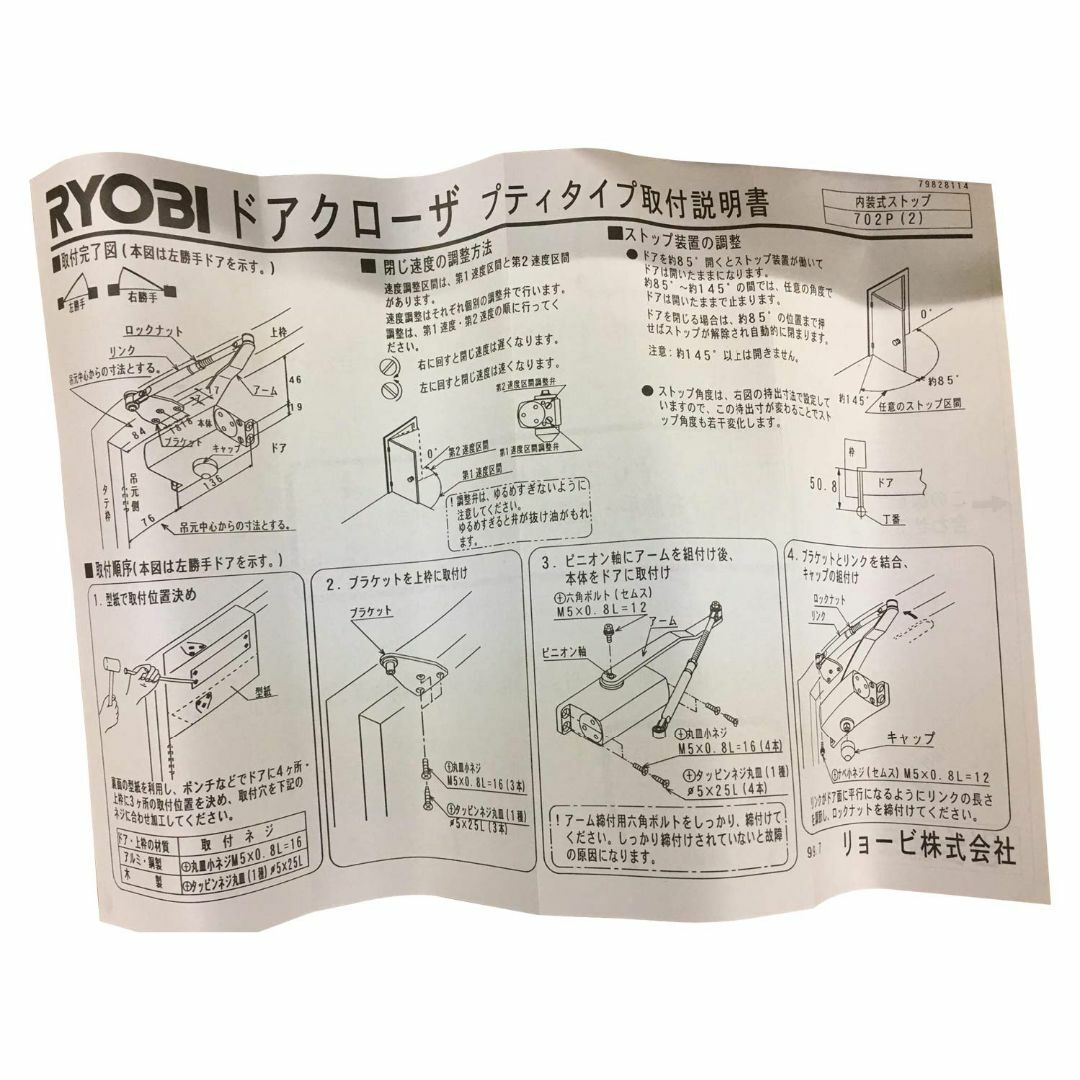 79828114
RYOBI ドアクローザ プティタイプ取付説明書
内装式ストップ
702P(2)
■取付完了図(本図は左勝手ドアを示す。)
左勝手
右勝手
ロックナット
リンク
吊元中心からの寸法とする。
上枠
アーム
46
19
84
1818
本体
ブラケット
キャップ
ドア
136
吊元側
タテ枠
76
吊元中心からの寸法とする。
■ 閉じ速度の調整方法
速度調整区間は、第1速度区間と第2速度区間
があります。
速度調整はそれぞれ個別の調整弁で行います。
調整は、第1速度・第2速度の順に行ってく
ださい。
右に回すと閉じ速度は遅くなります。
左に回すと閉じ速度は速くなります。
第2速度区間調整弁
第1速度区間調整弁
第2速度区間
0°
第1速度区間
！調整弁は、ゆるめすぎないように
注意してください。
ゆるめすぎると弁が抜け油がもれ
ます。
■ストップ装置の調整
● ドアを約85°開くとストップ装置が働いて
ドアは開いたままになります。
約85°~約145°の間では、任意の角度で
ドアは開いたままで止まります。
ドアを閉じる場合は、約85°の位置まで押
せばストップが解除され自動的に閉まります。
注意:約145°以上は開きません。
0°
約85°
約145°
任意のストップ区間
● ストップ角度は、右図の持出寸法で設定して
いますので、この持出寸が変わることでスト
ップ角度も若干変化します。
枠
50.8
ドア
丁番
■取付順序(本図は左勝手ドアを示す。)
1. 型紙で取付位置決め
型紙
裏面の型紙を利用し、ポンチなどでドアに4ヶ所・
上枠に3ヶ所の取付位置を決め、取付穴を下記の
ネジに合わせ加工してください。
ドア・上枠の材質 取付ネジ
アルミ・鋼製 ⊕丸皿小ネジM5×0.8L=16
木製 ⊕タッピンネジ丸皿(1種)ø5×25L
2. ブラケットを上枠に取付け
ブラケット
⊕丸皿小ネジ
M5×0.8L=16(3本)
⊕タッピンネジ丸皿(1種)
ø5×25L(3本)
3. ピニオン軸にアームを組付け後、
本体をドアに取付け
⊕六角ボルト(セムス)
M5×0.8L=12
アーム
ピニオン軸
⊕丸皿小ネジ
M5×0.8L=16(4本)
⊕タッピンネジ丸皿(1種)
ø5×25L(4本)
！アーム締付用六角ボルトをしっかり、締付けて
ください。しっかり締付けされていないと故障
の原因になります。
4. ブラケットとリンクを結合、
キャップの組付け
ロックナット
リンク
キャップ
⊕ナベ小ネジ(セムス)M5×0.8L=12
リンクがドア面に平行になるようにリンクの長さ
を調節し、ロックナットを締付けてください。
リョービ株式会社